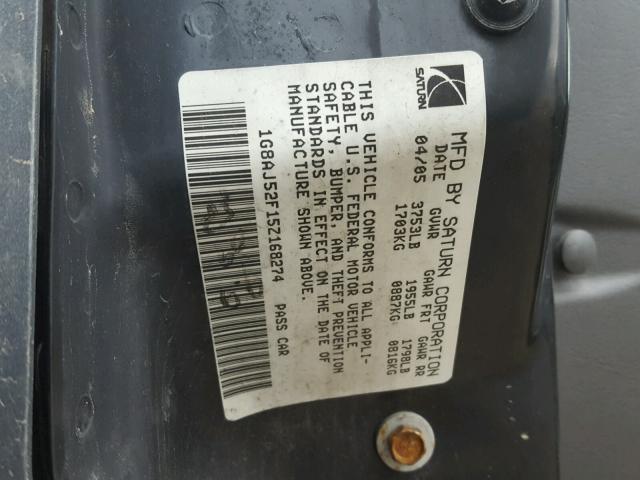 SATURN
MFD BY SATURN CORPORATION
DATE GVWR GAWR FRT GAWR RR
04/05 3753LB 1955LB 1798LB
1703KG 0887KG 0816KG
THIS VEHICLE CONFORMS TO ALL APPLI-
CABLE U.S. FEDERAL MOTOR VEHICLE
SAFETY, BUMPER, AND THEFT PREVENTION
STANDARDS IN EFFECT ON THE DATE OF
MANUFACTURE SHOWN ABOVE.
1G8AJ52F15Z168274 PASS CAR